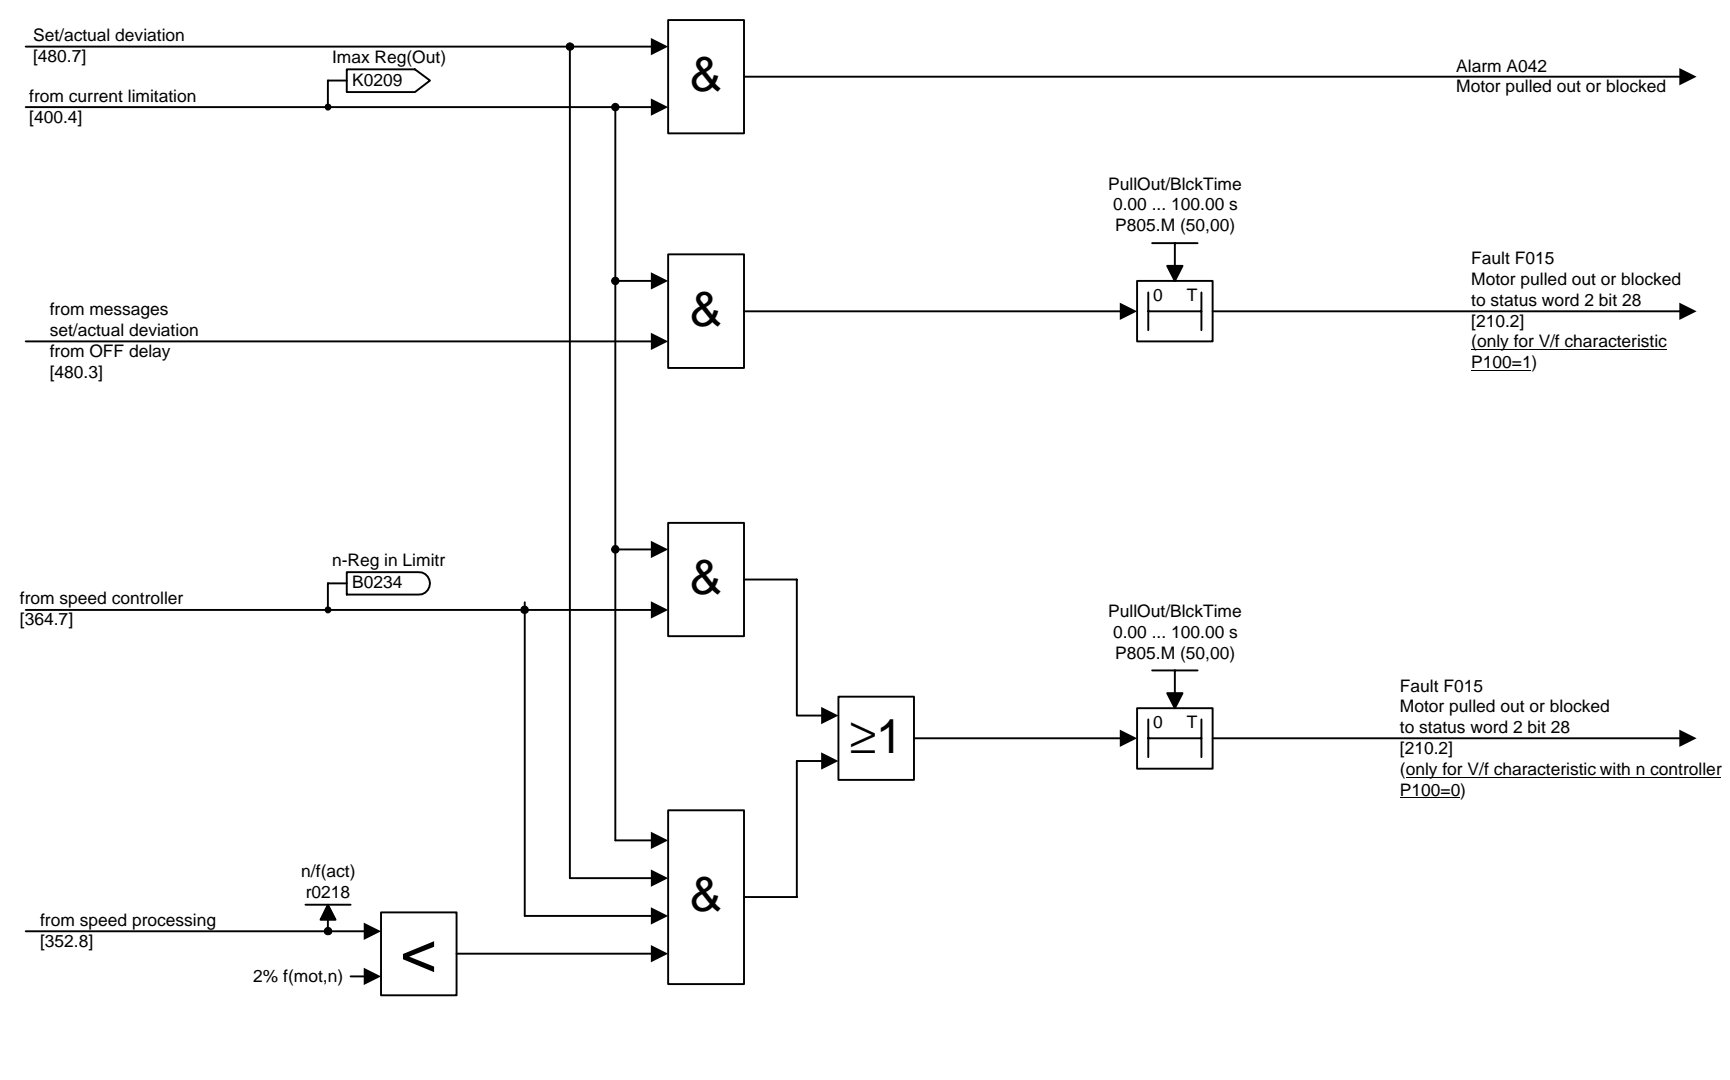 Set/actual deviation
[480.7]
Imax Reg(Out)
K0209
from current limitation
[400.4]
&
Alarm A042
Motor pulled out or blocked
PullOut/BlckTime
0.00 ... 100.00 s
P805.M (50,00)
from messages
set/actual deviation
from OFF delay
[480.3]
&
0 T
Fault F015
Motor pulled out or blocked
to status word 2 bit 28
[210.2]
(only for V/f characteristic
P100=1)
n-Reg in Limitr
B0234
from speed controller
[364.7]
&
PullOut/BlckTime
0.00 ... 100.00 s
P805.M (50,00)
≥1
0 T
Fault F015
Motor pulled out or blocked
to status word 2 bit 28
[210.2]
(only for V/f characteristic with n controller
P100=0)
&
n/f(act)
r0218
from speed processing
[352.8]
<
2% f(mot,n)